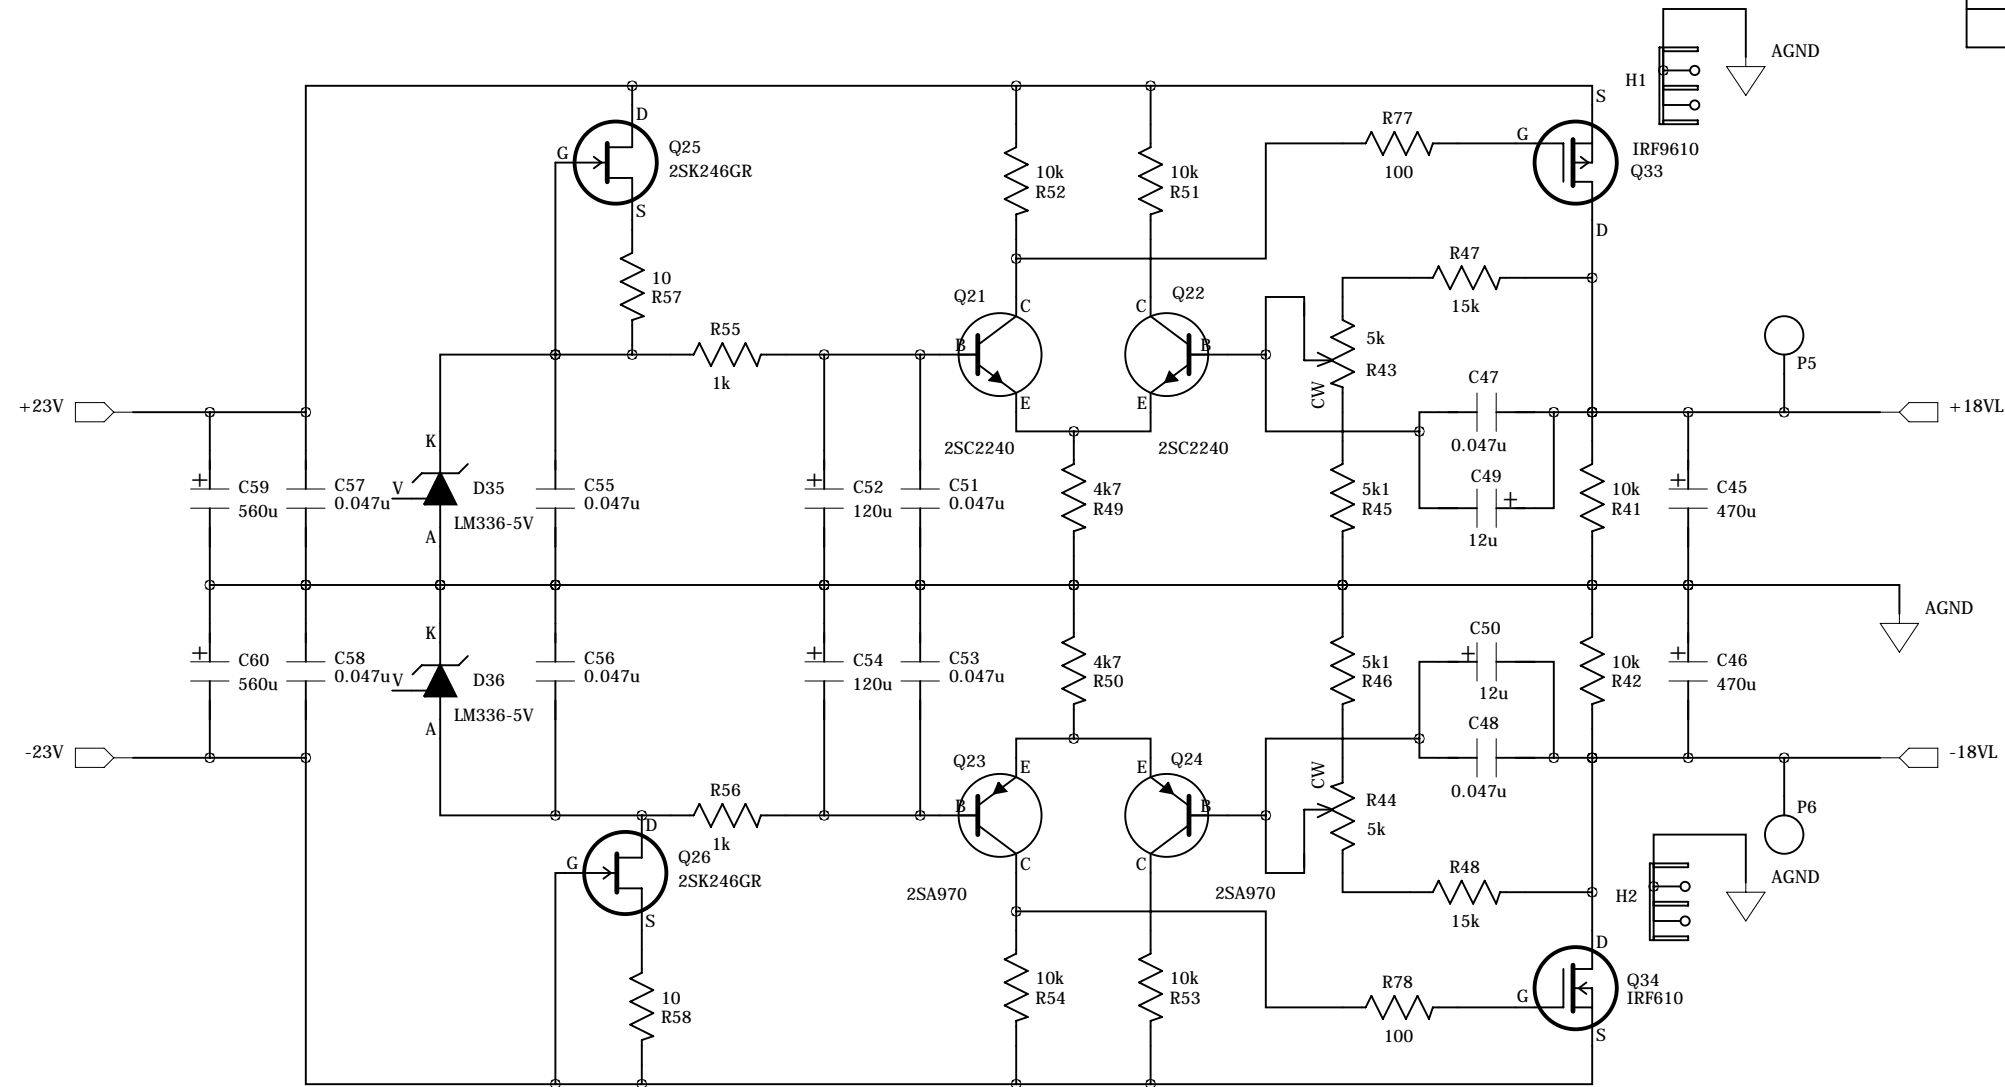 H1
AGND
S
D
G
Q25
2SK246GR
S
R77
100
G
IRF9610
Q33
D
10k
R52
10k
R51
10
R57
R47
15k
Q21
C
B
E
2SC2240
Q22
C
B
E
2SC2240
R55
1k
5k
R43
CW
P5
+23V
C47
0.047u
+18VL
K
V
D35
LM336-5V
A
+
C59
560u
C57
0.047u
C55
0.047u
+
C52
120u
C51
0.047u
4k7
R49
5k1
R45
C49
+
12u
10k
R41
+
C45
470u
AGND
K
V
D36
LM336-5V
A
+
C60
560u
C58
0.047u
C56
0.047u
+
C54
120u
C53
0.047u
4k7
R50
5k1
R46
C50
+
12u
10k
R42
+
C46
470u
C48
0.047u
-23V
-18VL
Q23
E
B
C
2SA970
Q24
E
B
C
2SA970
R56
1k
CW
R44
5k
P6
D
G
Q26
2SK246GR
S
R48
15k
H2
AGND
10
R58
10k
R54
10k
R53
R78
100
D
G
Q34
IRF610
S